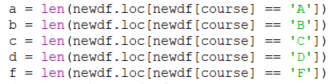 a = len(newdf.loc[newdf[course] == 'A'])
b = len(newdf.loc[newdf[course] == 'B'])
c = len(newdf.loc[newdf[course] == 'C'])
d = len(newdf.loc[newdf[course] == 'D'])
f = len(newdf.loc[newdf[course] == 'F'])